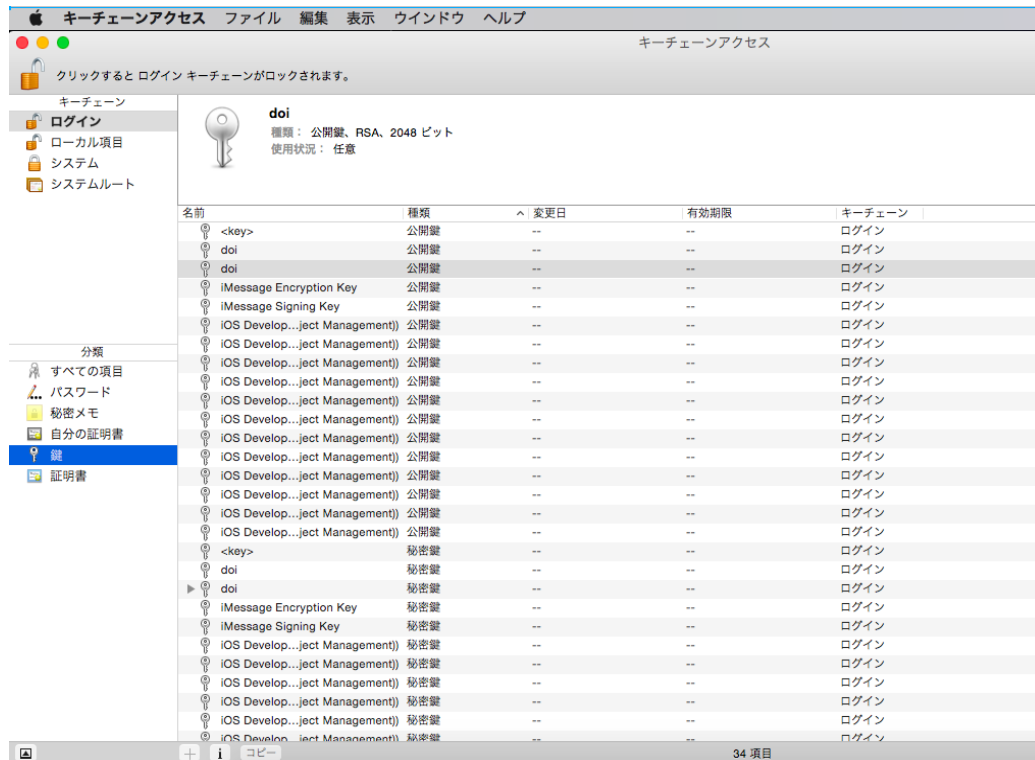 キーチェーンアクセス ファイル 編集 表示 ウインドウ ヘルプ
キーチェーンアクセス
クリックすると ログイン キーチェーンがロックされます。
キーチェーン
ログイン
ローカル項目
システム
システムルート
doi
種類： 公開鍵、RSA、2048 ビット
使用状況： 任意
名前 種類 変更日 有効期限 キーチェーン
<key> 公開鍵 -- -- ログイン
doi 公開鍵 -- -- ログイン
doi 公開鍵 -- -- ログイン
iMessage Encryption Key 公開鍵 -- -- ログイン
iMessage Signing Key 公開鍵 -- -- ログイン
iOS Develop...ject Management)) 公開鍵 -- -- ログイン
iOS Develop...ject Management)) 公開鍵 -- -- ログイン
iOS Develop...ject Management)) 公開鍵 -- -- ログイン
iOS Develop...ject Management)) 公開鍵 -- -- ログイン
iOS Develop...ject Management)) 公開鍵 -- -- ログイン
iOS Develop...ject Management)) 公開鍵 -- -- ログイン
iOS Develop...ject Management)) 公開鍵 -- -- ログイン
iOS Develop...ject Management)) 公開鍵 -- -- ログイン
iOS Develop...ject Management)) 公開鍵 -- -- ログイン
iOS Develop...ject Management)) 公開鍵 -- -- ログイン
iOS Develop...ject Management)) 公開鍵 -- -- ログイン
iOS Develop...ject Management)) 公開鍵 -- -- ログイン
<key> 秘密鍵 -- -- ログイン
doi 秘密鍵 -- -- ログイン
doi 秘密鍵 -- -- ログイン
iMessage Encryption Key 秘密鍵 -- -- ログイン
iMessage Signing Key 秘密鍵 -- -- ログイン
iOS Develop...ject Management)) 秘密鍵 -- -- ログイン
iOS Develop...ject Management)) 秘密鍵 -- -- ログイン
iOS Develop...ject Management)) 秘密鍵 -- -- ログイン
iOS Develop...ject Management)) 秘密鍵 -- -- ログイン
iOS Develop...ject Management)) 秘密鍵 -- -- ログイン
iOS Develop...ject Management)) 秘密鍵 -- -- ログイン
分類
すべての項目
パスワード
秘密メモ
自分の証明書
鍵
証明書
コピー
34 項目